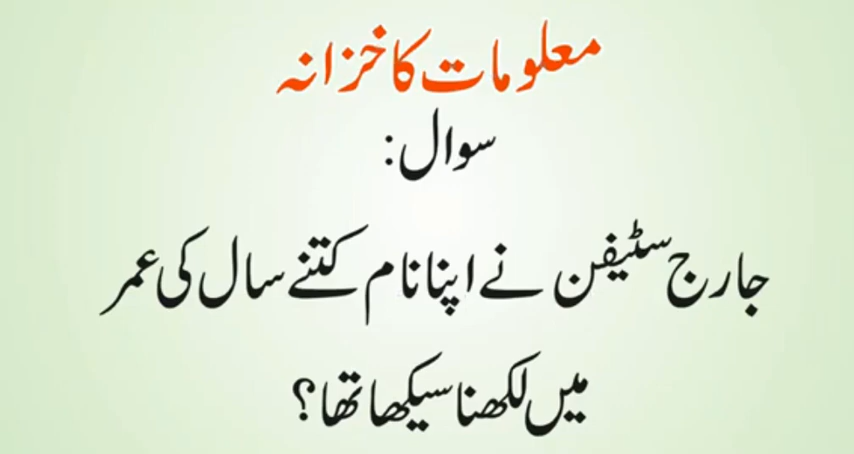 معلومات کا خزانہ
سوال:
جارج سٹیفن نے اپنا نام کتنے سال کی عمر
میں لکھنا سیکھا تھا؟